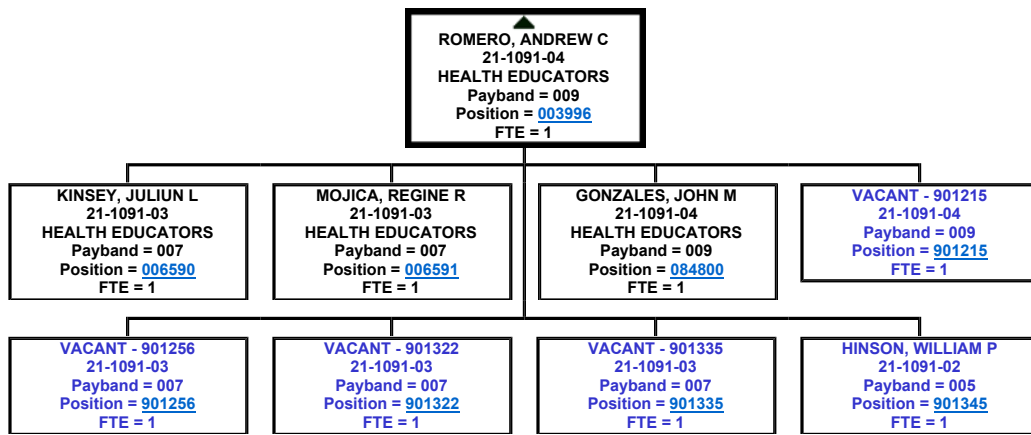 ROMERO, ANDREW C
21-1091-04
HEALTH EDUCATORS
Payband = 009
Position = 003996
FTE = 1
KINSEY, JULIUN L
21-1091-03
HEALTH EDUCATORS
Payband = 007
Position = 006590
FTE = 1
MOJICA, REGINE R
21-1091-03
HEALTH EDUCATORS
Payband = 007
Position = 006591
FTE = 1
GONZALES, JOHN M
21-1091-04
HEALTH EDUCATORS
Payband = 009
Position = 084800
FTE = 1
VACANT - 901215
21-1091-04
Payband = 009
Position = 901215
FTE = 1
VACANT - 901256
21-1091-03
Payband = 007
Position = 901256
FTE = 1
VACANT - 901322
21-1091-03
Payband = 007
Position = 901322
FTE = 1
VACANT - 901335
21-1091-03
Payband = 007
Position = 901335
FTE = 1
HINSON, WILLIAM P
21-1091-02
Payband = 005
Position = 901345
FTE = 1